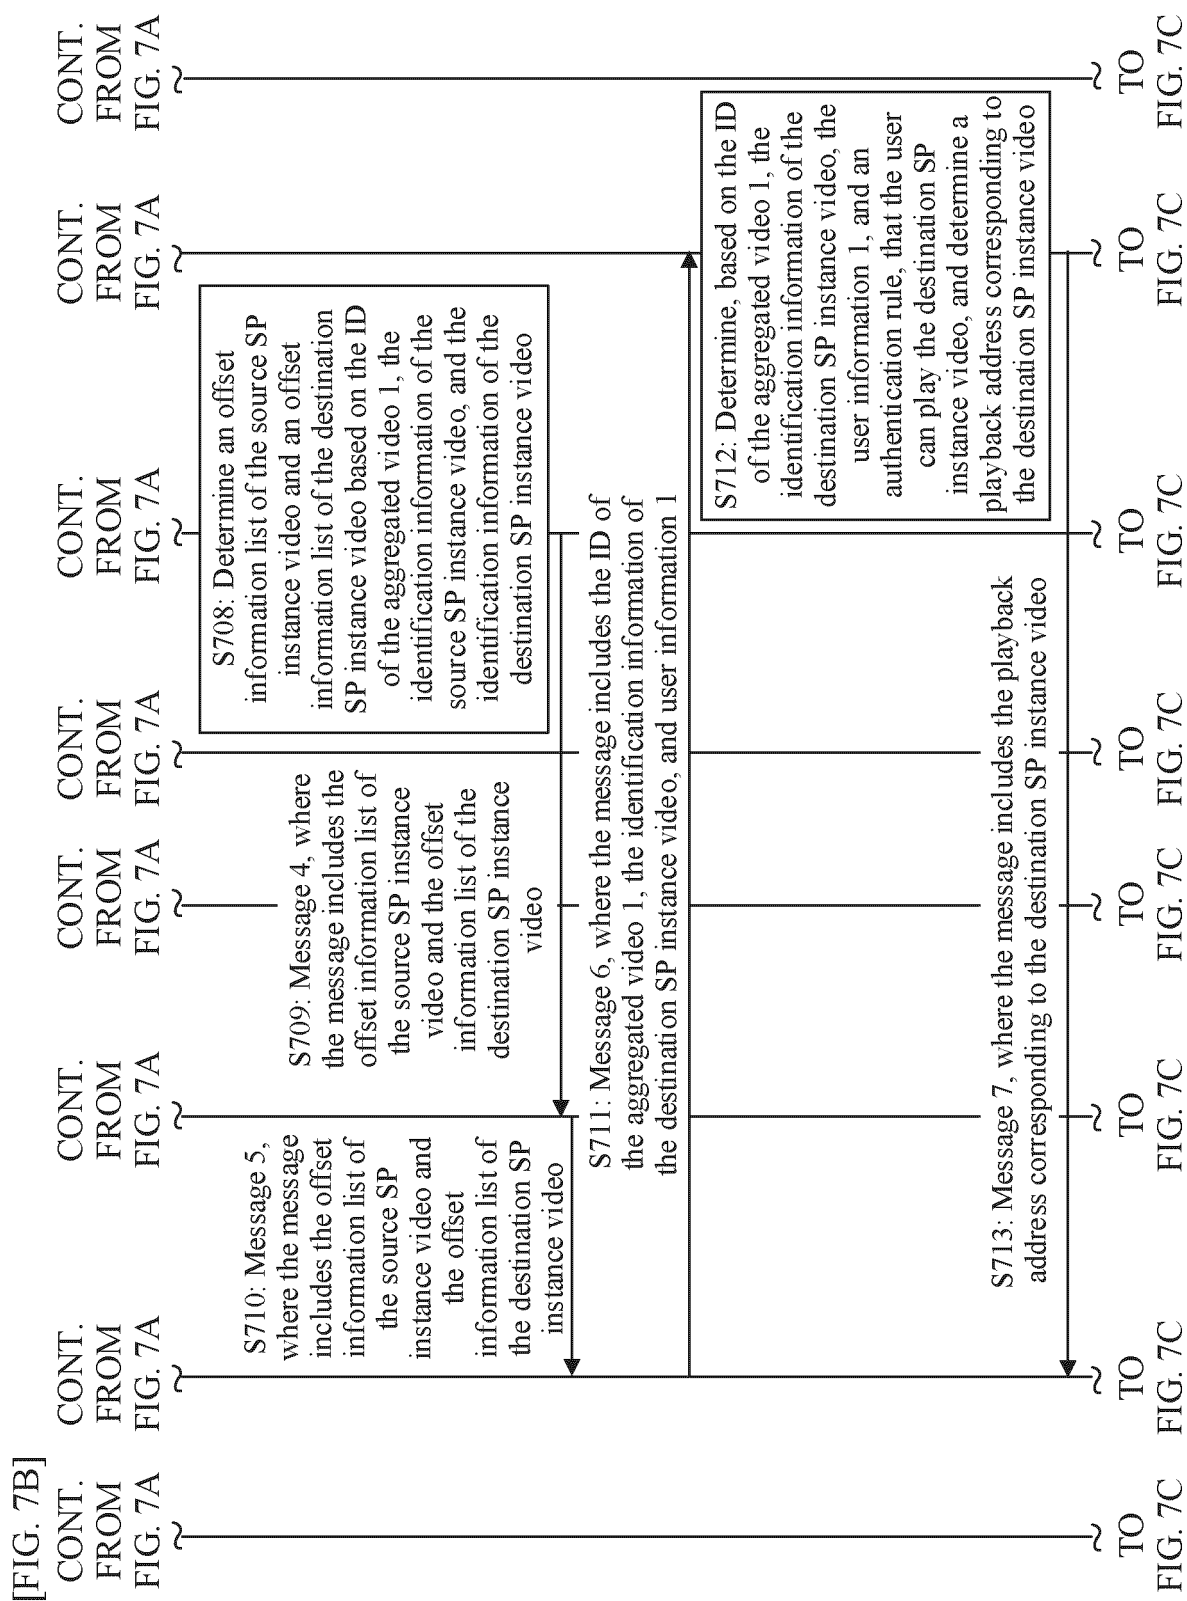 [FIG. 7B]
CONT.
FROM
FIG. 7A
CONT.
FROM
FIG. 7A
CONT.
FROM
FIG. 7A
CONT.
FROM
FIG. 7A
CONT.
FROM
FIG. 7A
CONT.
FROM
FIG. 7A
CONT.
FROM
FIG. 7A
CONT.
FROM
FIG. 7A
S708: Determine an offset
information list of the source SP
instance video and an offset
information list of the destination
SP instance video based on the ID
of the aggregated video 1, the
identification information of the
source SP instance video, and the
identification information of the
destination SP instance video
S709: Message 4, where
the message includes the
offset information list of
the source SP instance
video and the offset
information list of the
destination SP instance
video
S710: Message 5,
where the message
includes the offset
information list of
the source SP
instance video and
the offset
information list of
the destination SP
instance video
S711: Message 6, where the message includes the ID of
the aggregated video 1, the identification information of
the destination SP instance video, and user information 1
S712: Determine, based on the ID
of the aggregated video 1, the
identification information of the
destination SP instance video, the
user information 1, and an
authentication rule, that the user
can play the destination SP
instance video, and determine a
playback address corresponding to
the destination SP instance video
S713: Message 7, where the message includes the playback
address corresponding to the destination SP instance video
TO
FIG. 7C
TO
FIG. 7C
TO
FIG. 7C
TO
FIG. 7C
TO
FIG. 7C
TO
FIG. 7C
TO
FIG. 7C
TO
FIG. 7C